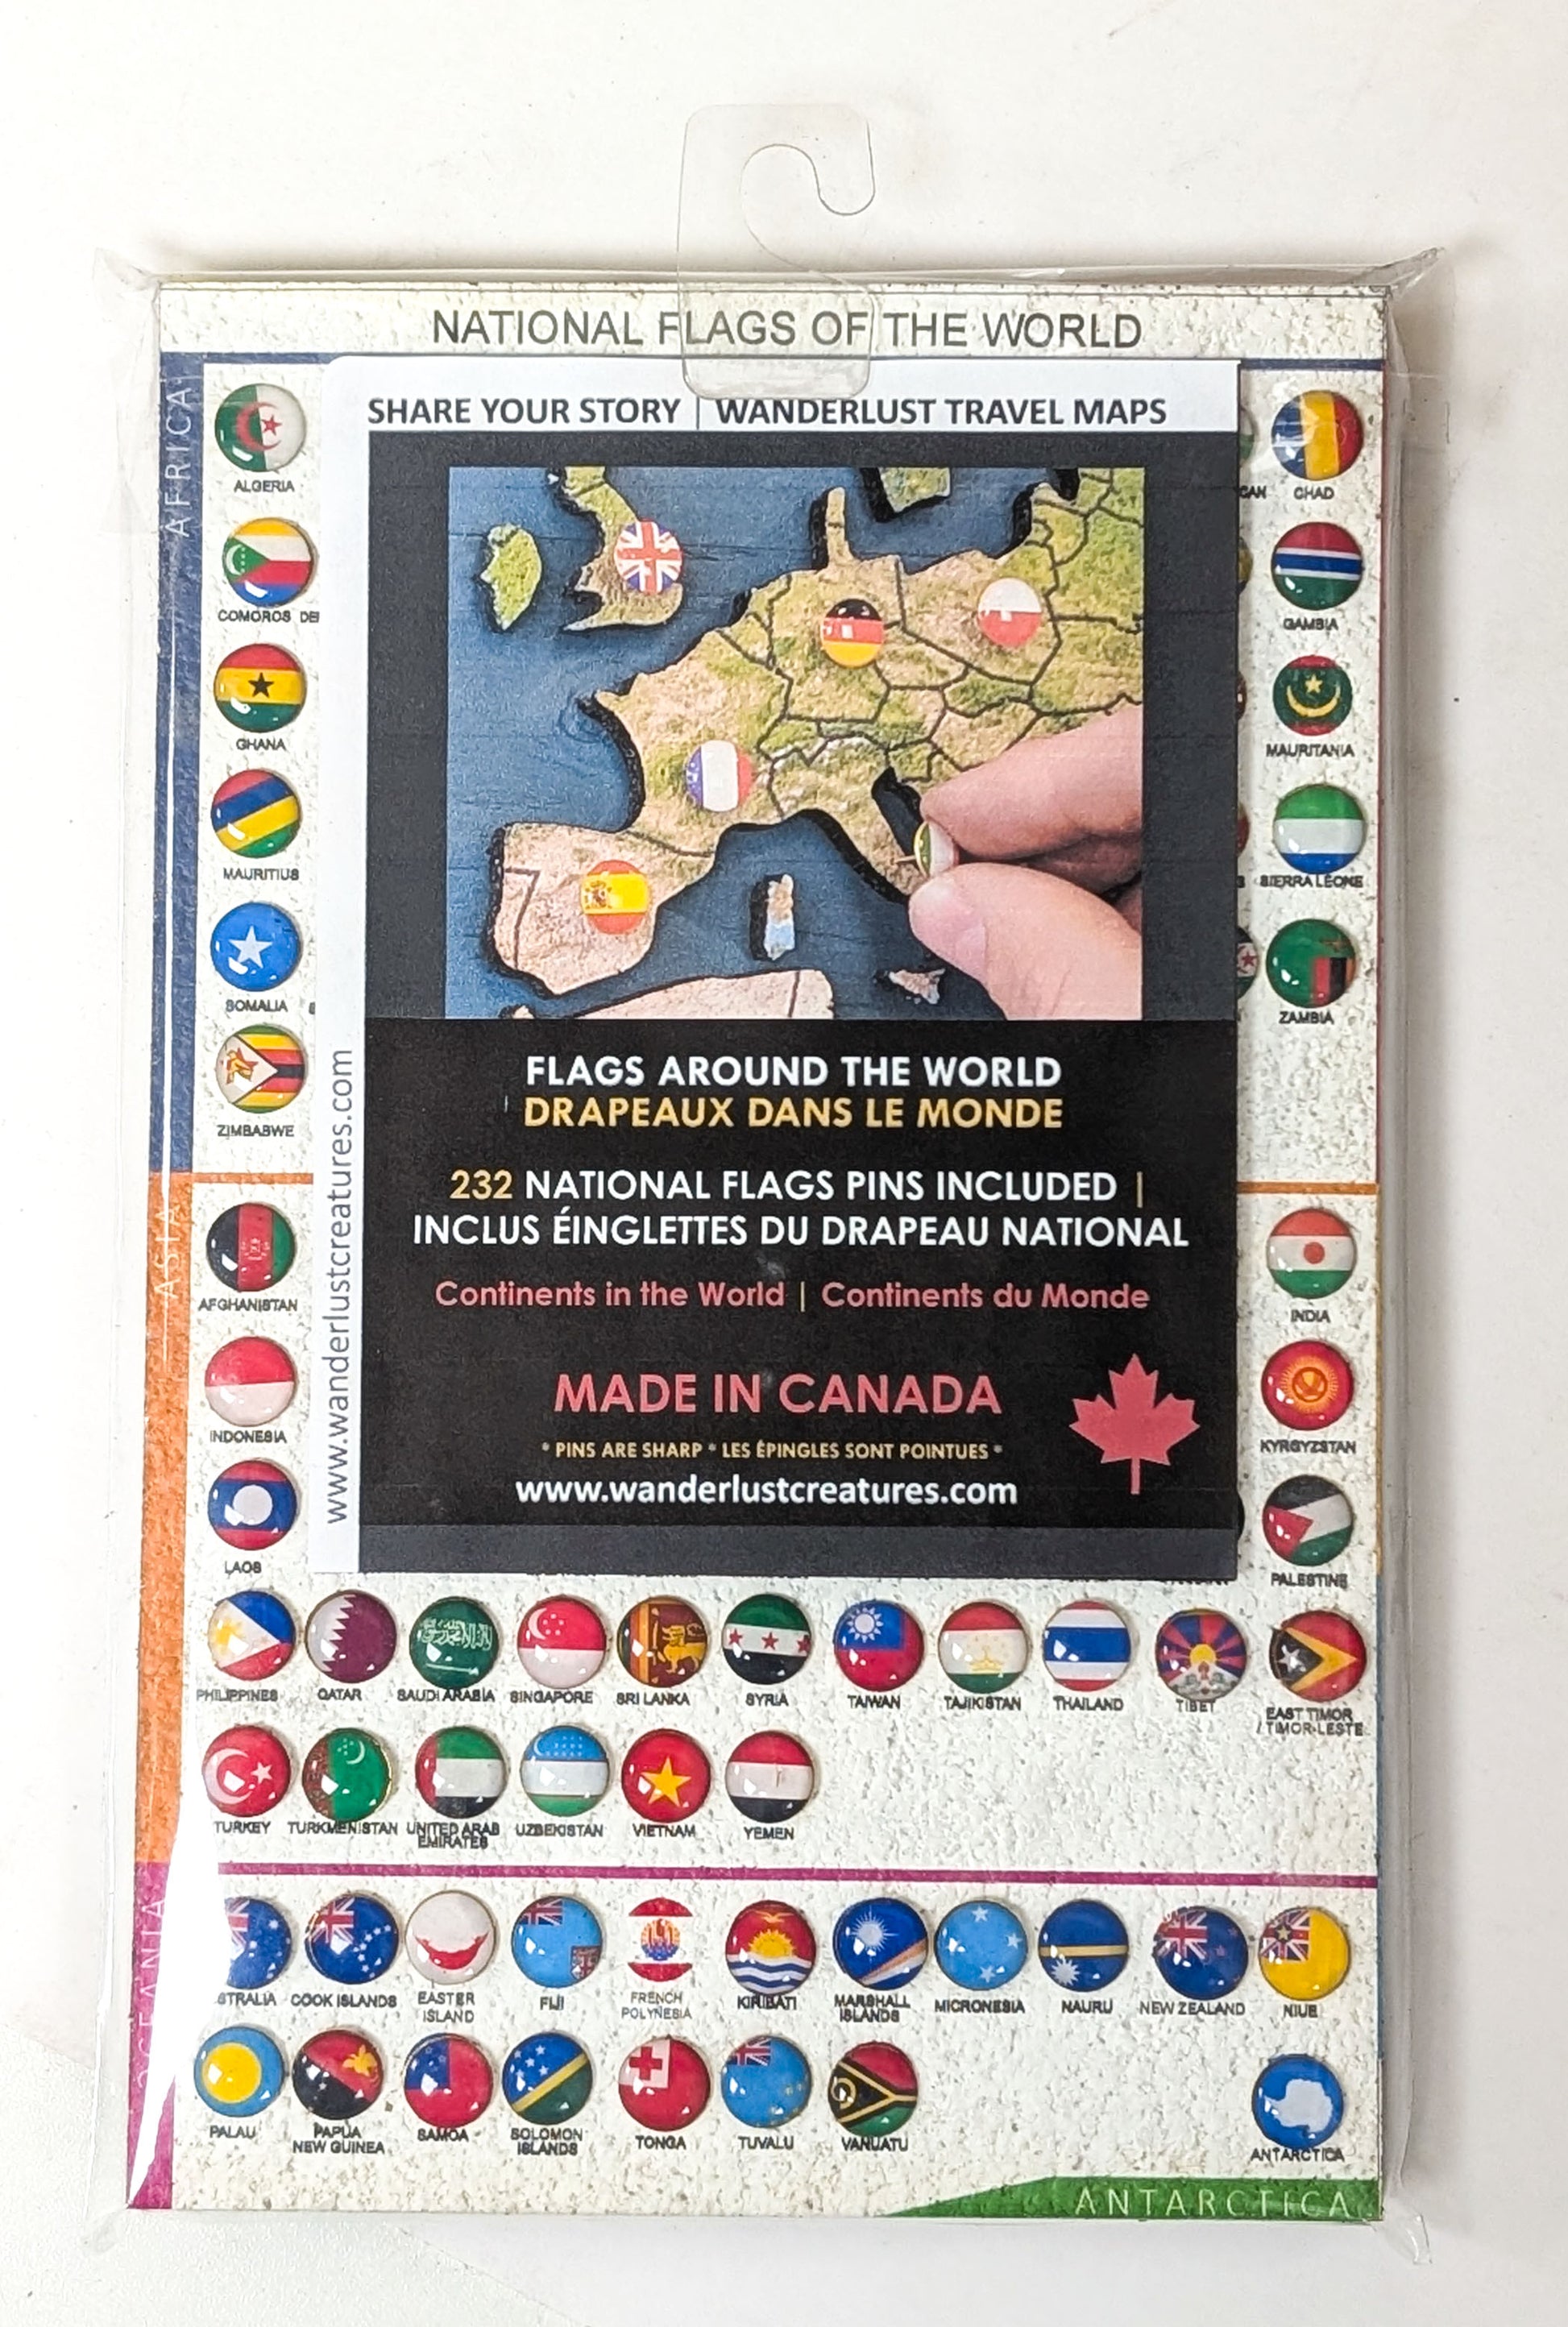 NATIONAL FLAGS OF THE WORLD
SHARE YOUR STORY | WANDERLUST TRAVEL MAPS
AFRICA
ALGERIA
CHAD
COMOROS
GAMBIA
GHANA
MAURITANIA
MAURITIUS
SIERRA LEONE
SOMALIA
ZAMBIA
ZIMBABWE
www.wanderlustcreatures.com
FLAGS AROUND THE WORLD
DRAPEAUX DANS LE MONDE
232 NATIONAL FLAGS PINS INCLUDED |
INCLUS ÉINGLETTES DU DRAPEAU NATIONAL
Continents in the World | Continents du Monde
MADE IN CANADA
* PINS ARE SHARP * LES ÉPINGLES SONT POINTUES *
www.wanderlustcreatures.com
ASIA
AFGHANISTAN
INDIA
INDONESIA
KYRGYZSTAN
LAOS
PALESTINE
PHILIPPINES QATAR SAUDI ARABIA SINGAPORE SRI LANKA SYRIA TAIWAN TAJIKISTAN THAILAND TIBET EAST TIMOR
/ TIMOR-LESTE
TURKEY TURKMENISTAN UNITED ARAB UZBEKISTAN VIETNAM YEMEN
EMIRATES
OCEANIA
STRALIA COOK ISLANDS EASTER FIJI FRENCH KIRIBATI MARSHALL MICRONESIA NAURU NEW ZEALAND NIUE
ISLAND POLYNESIA ISLANDS
PALAU PAPUA SAMOA SOLOMON TONGA TUVALU VANUATU ANTARCTICA
NEW GUINEA ISLANDS
ANTARCTICA